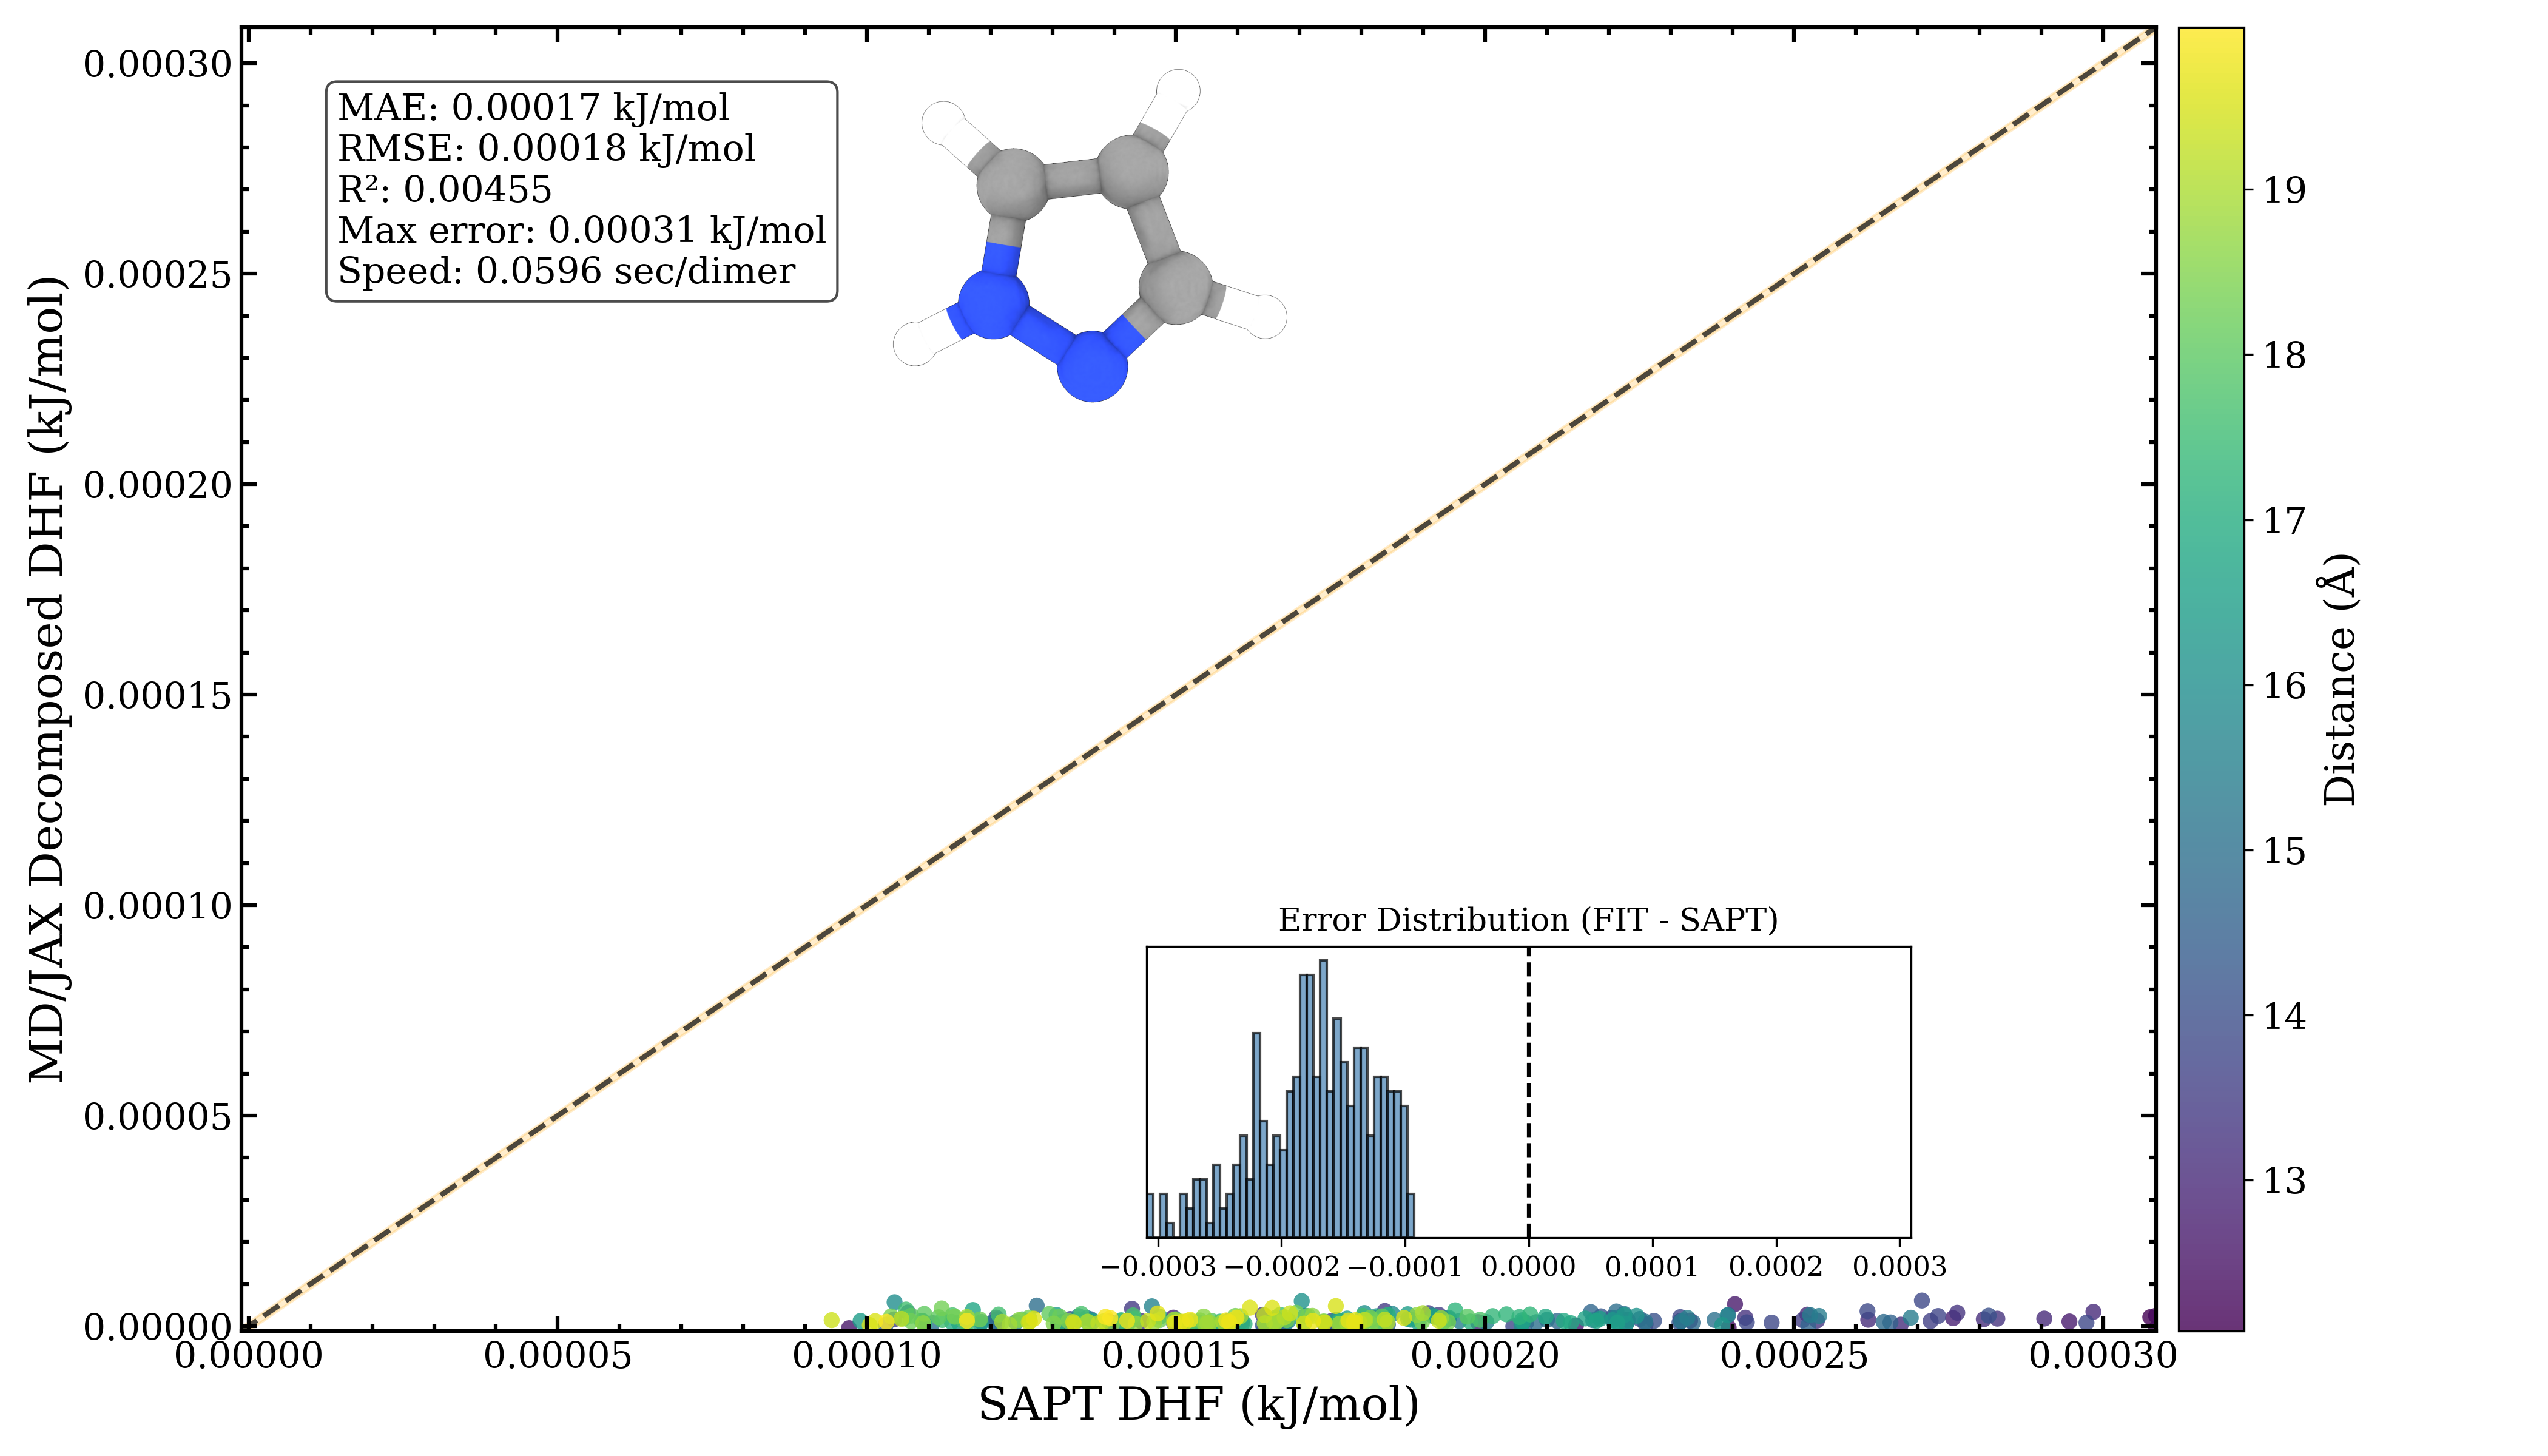 MAE: 0.00017 kJ/mol
RMSE: 0.00018 kJ/mol
R²: 0.00455
Max error: 0.00031 kJ/mol
Speed: 0.0596 sec/dimer
MD/JAX Decomposed DHF (kJ/mol)
0.00030
0.00025
0.00020
0.00015
0.00010
0.00005
0.00000
Error Distribution (FIT - SAPT)
−0.0003 −0.0002 −0.0001 0.0000 0.0001 0.0002 0.0003
0.00000 0.00005 0.00010 0.00015 0.00020 0.00025 0.00030
SAPT DHF (kJ/mol)
19
18
17
16
15
14
13
Distance (Å)